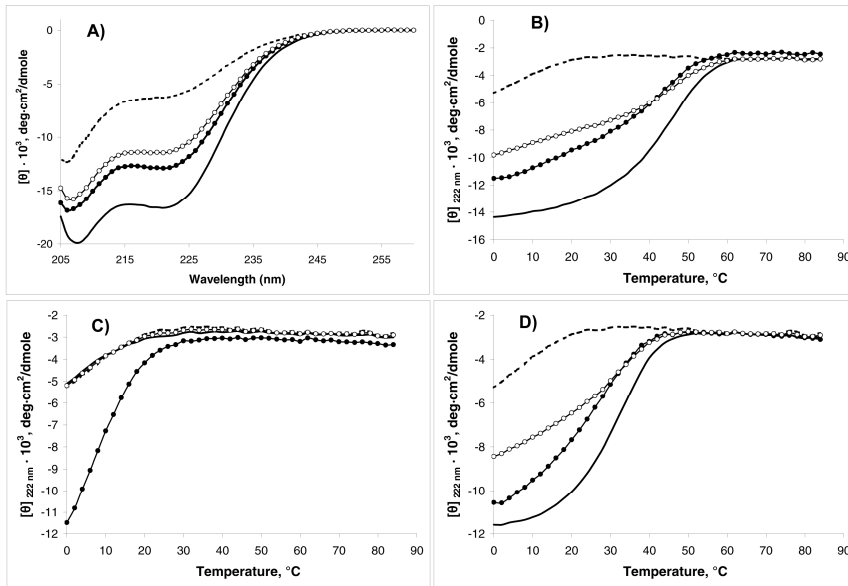 A)
[θ] · 10³, deg·cm²/dmole
0
-5
-10
-15
-20
205 215 225 235 245 255
Wavelength (nm)
B)
[θ] 222 nm · 10³, deg·cm²/dmole
-2
-4
-6
-8
-10
-12
-14
-16
0 10 20 30 40 50 60 70 80 90
Temperature, °C
C)
[θ] 222 nm · 10³, deg·cm²/dmole
-2
-3
-4
-5
-6
-7
-8
-9
-10
-11
-12
0 10 20 30 40 50 60 70 80 90
Temperature, °C
D)
[θ] 222 nm · 10³, deg·cm²/dmole
-2
-4
-6
-8
-10
-12
0 10 20 30 40 50 60 70 80 90
Temperature, °C